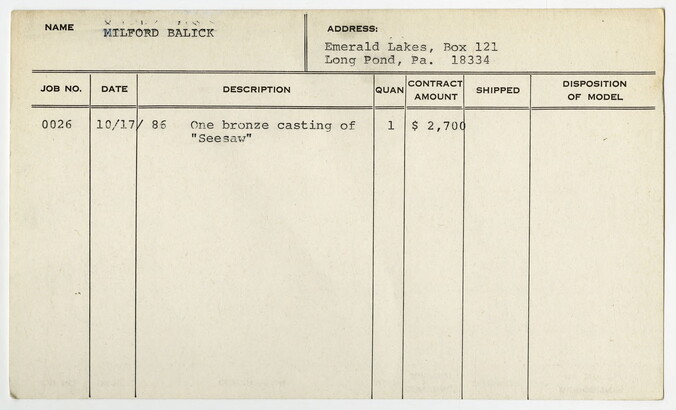 NAME MILFORD BALICK
ADDRESS:
Emerald Lakes, Box 121
Long Pond, Pa. 18334
JOB NO. DATE DESCRIPTION QUAN CONTRACT AMOUNT SHIPPED DISPOSITION OF MODEL
0026 10/17/ 86 One bronze casting of 1 $ 2,700
"Seesaw"